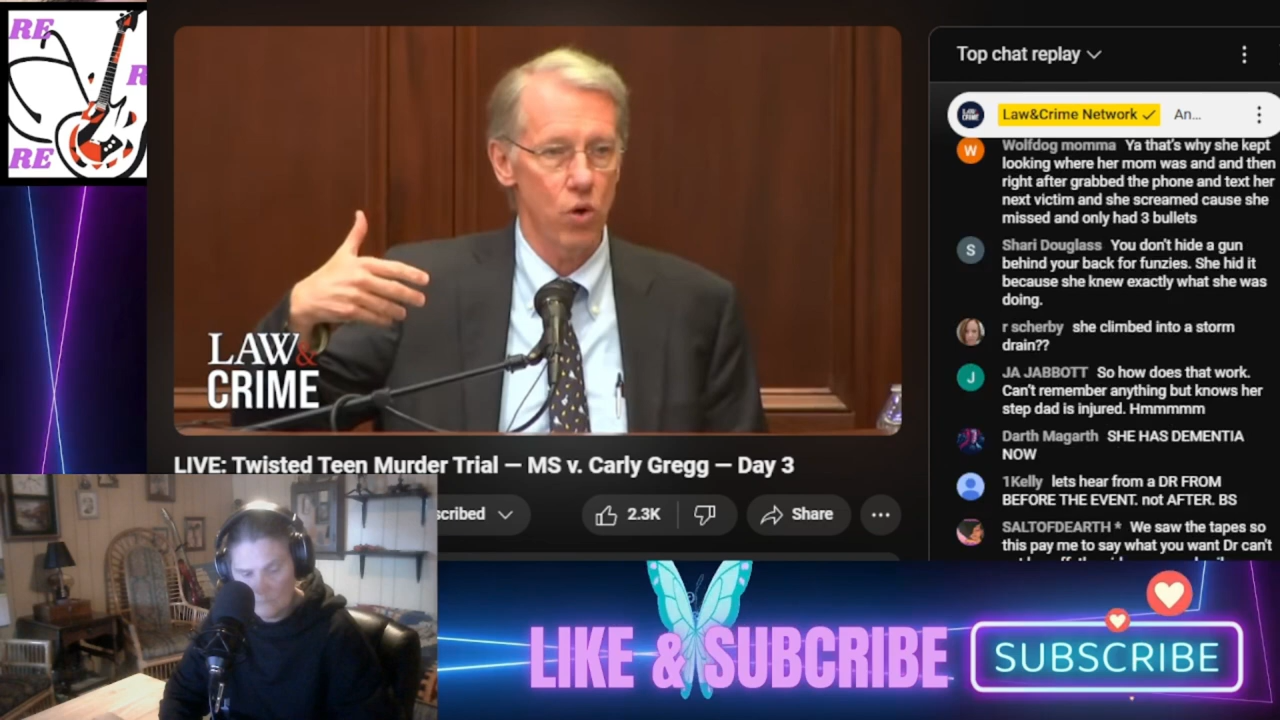 RE
R
RE
LAW&
CRIME
LIVE: Twisted Teen Murder Trial — MS v. Carly Gregg — Day 3
scribed
2.3K
Share
Top chat replay
LAW&
CRIME
Law&Crime Network
An...
Wolfdog momma Ya that's why she kept
looking where her mom was and and then
right after grabbed the phone and text her
next victim and she screamed cause she
missed and only had 3 bullets
S
Shari Douglass You don't hide a gun
behind your back for funzies. She hid it
because she knew exactly what she was
doing.
r scherby she climbed into a storm
drain??
J
JA JABBOTT So how does that work.
Can't remember anything but knows her
step dad is injured. Hmmmmm
Darth Magarth SHE HAS DEMENTIA
NOW
1Kelly lets hear from a DR FROM
BEFORE THE EVENT. not AFTER. BS
SALTOFDEARTH * We saw the tapes so
this pay me to say what you want Dr can't
LIKE & SUBCRIBE
SUBSCRIBE